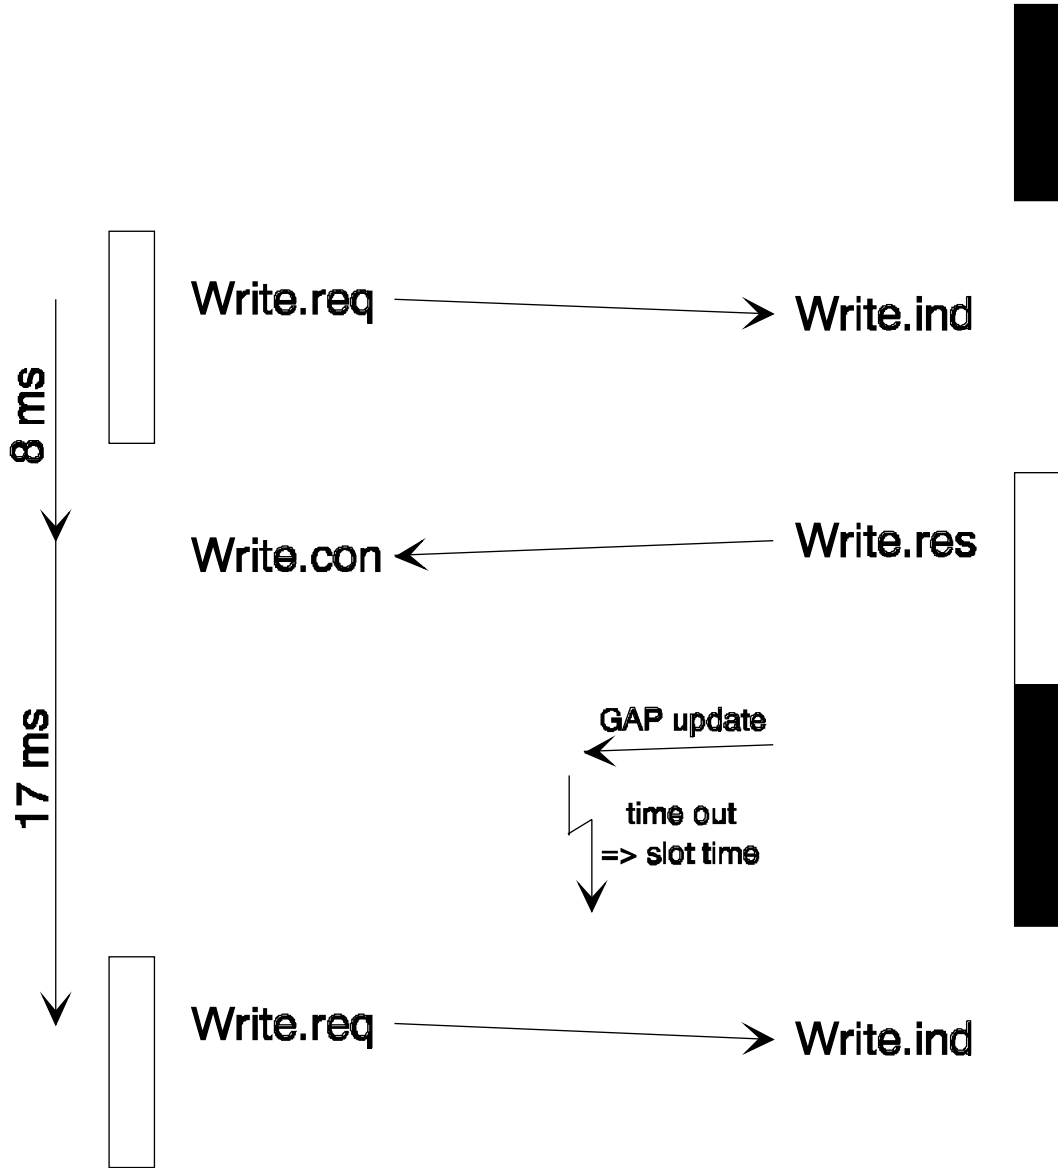 Write.req
Write.ind
8 ms
Write.res
Write.con
17 ms
GAP update
time out
=> slot time
Write.req
Write.ind